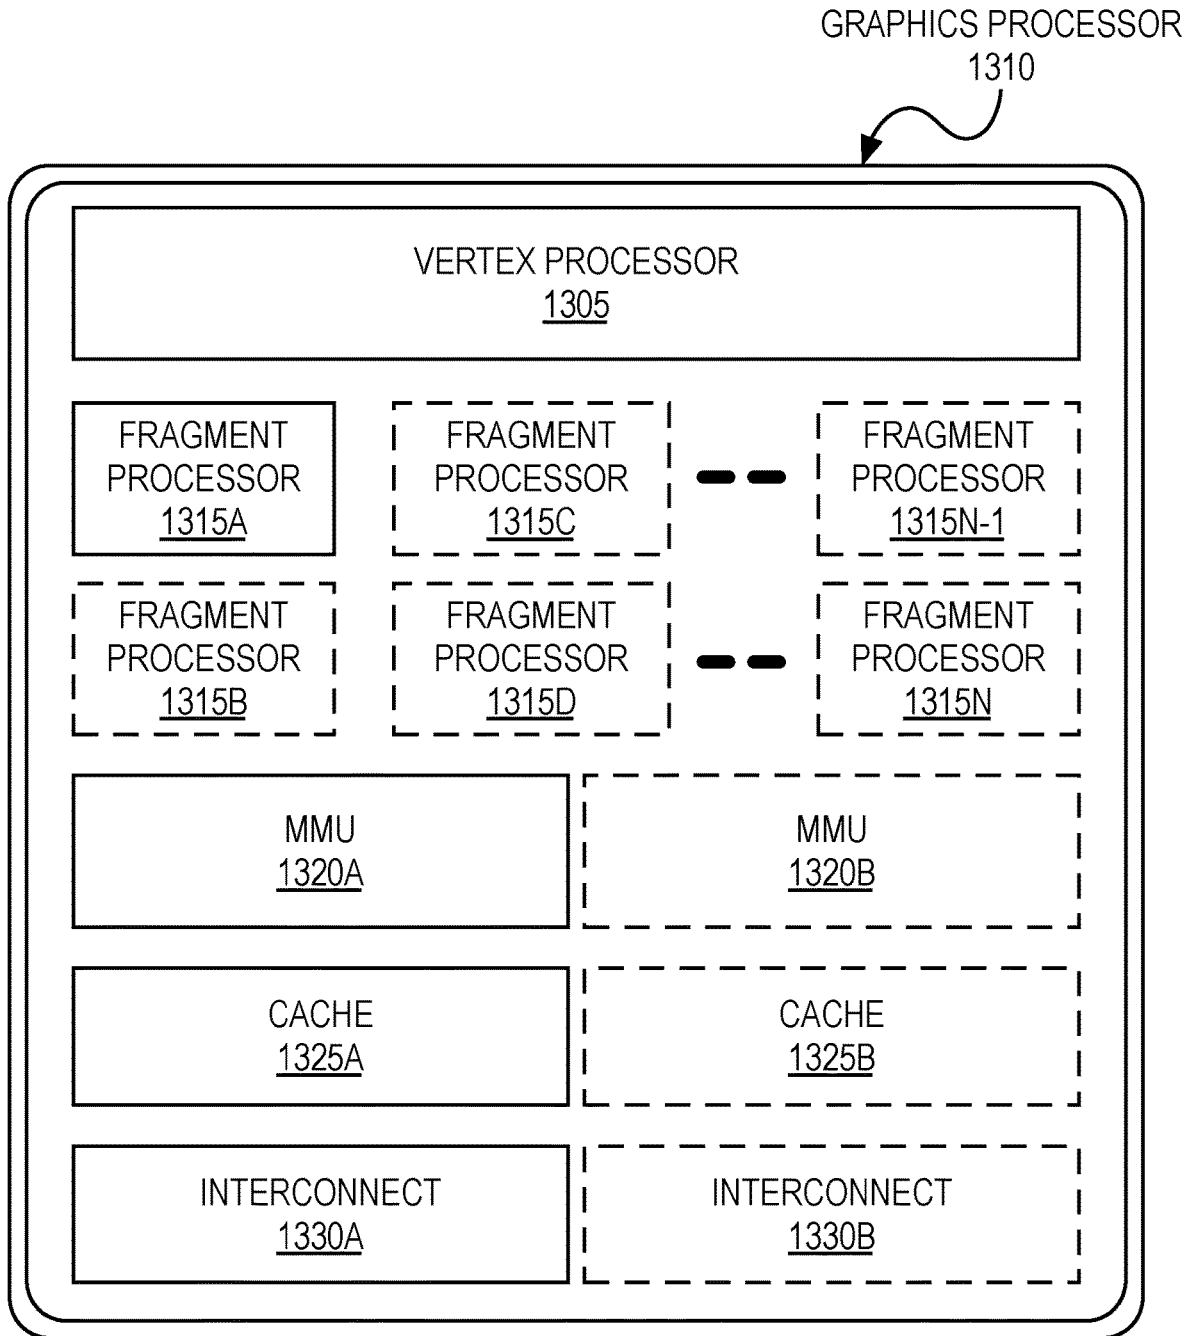 GRAPHICS PROCESSOR
1310
VERTEX PROCESSOR
1305
FRAGMENT
PROCESSOR
1315A
FRAGMENT
PROCESSOR
1315C
FRAGMENT
PROCESSOR
1315N-1
FRAGMENT
PROCESSOR
1315B
FRAGMENT
PROCESSOR
1315D
FRAGMENT
PROCESSOR
1315N
MMU
1320A
MMU
1320B
CACHE
1325A
CACHE
1325B
INTERCONNECT
1330A
INTERCONNECT
1330B